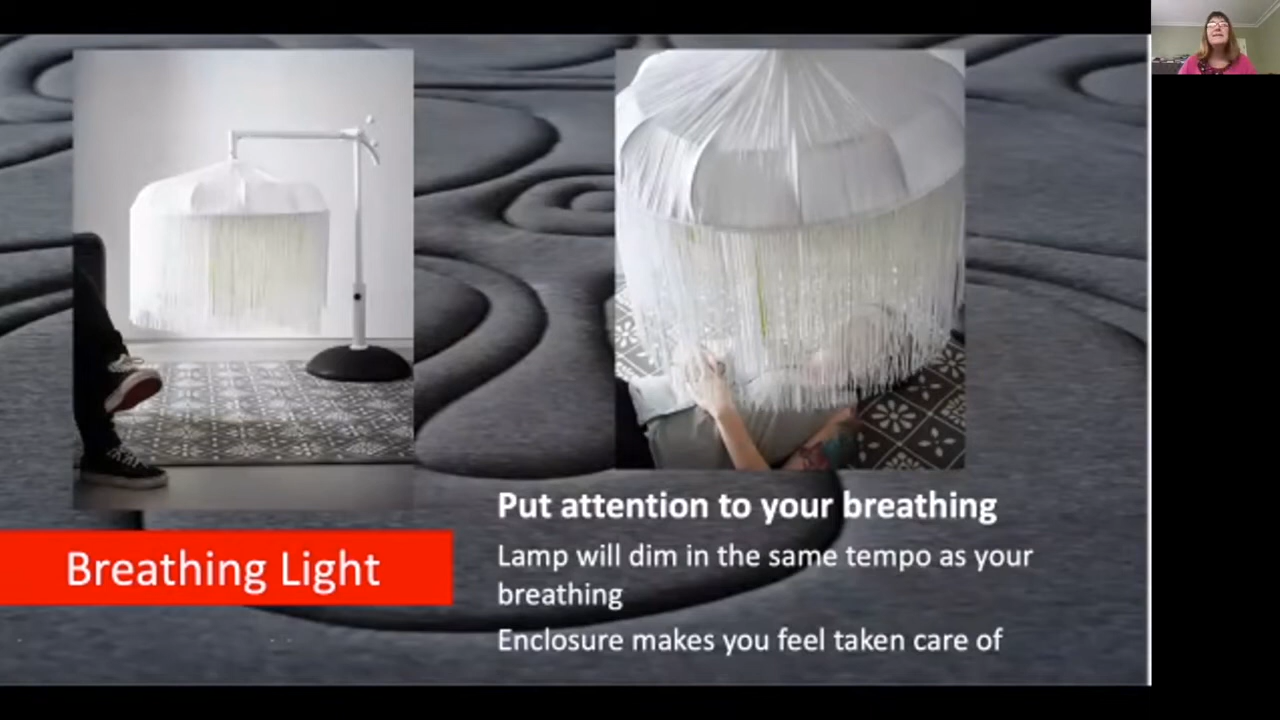 Put attention to your breathing
Breathing Light
Lamp will dim in the same tempo as your
breathing
Enclosure makes you feel taken care of